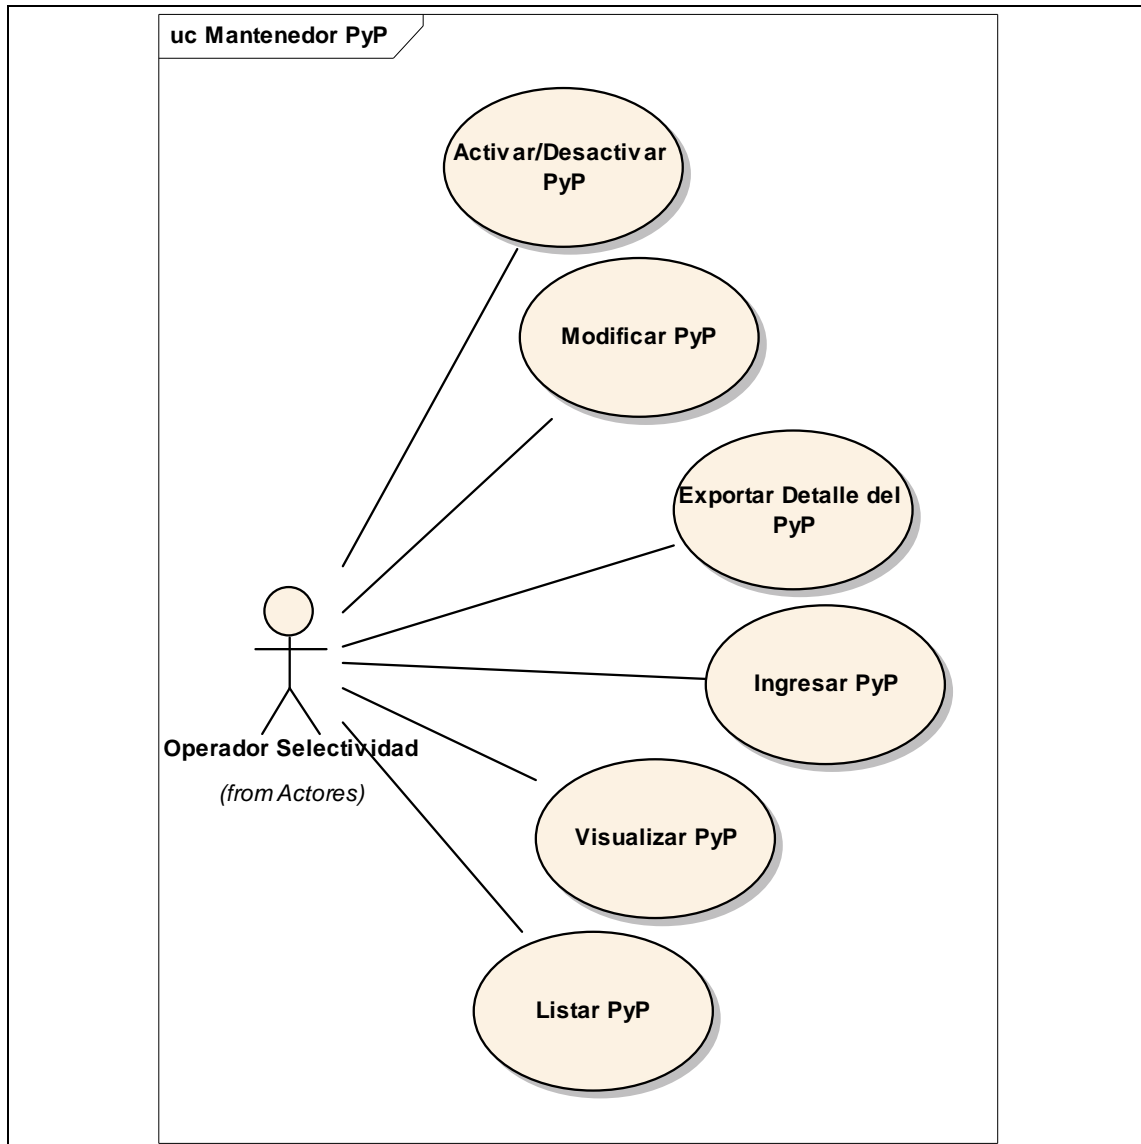 uc Mantenedor PyP
Activar/Desactivar
PyP
Modificar PyP
Exportar Detalle del
PyP
Ingresar PyP
Operador Selectividad
(from Actores)
Visualizar PyP
Listar PyP